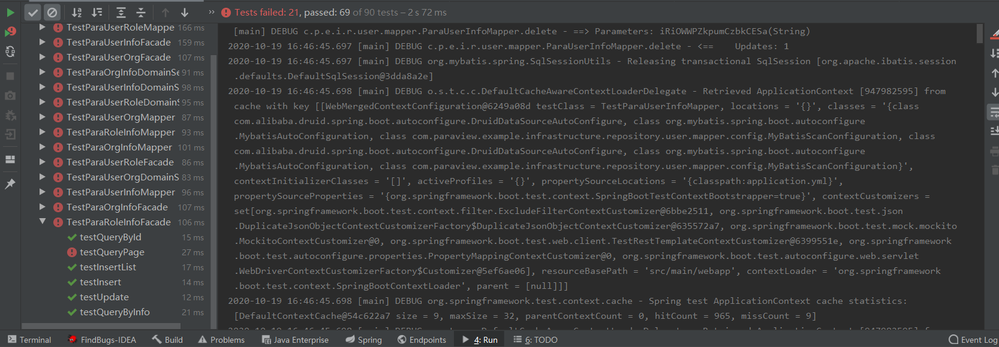 Tests failed: 21, passed: 69 of 90 tests – 2 s 72 ms
TestParaUserRoleMappe 166 ms
TestParaUserInfoFacade 159 ms
TestParaUserOrgFacade 107 ms
TestParaOrgInfoDomainSe 91 ms
TestParaUserInfoDomainS 98 ms
TestParaUserRoleDomainS 95 ms
TestParaUserOrgMapper 87 ms
TestParaRoleInfoMapper 93 ms
TestParaOrgInfoMapper 101 ms
TestParaUserRoleFacade 86 ms
TestParaUserOrgDomainS 83 ms
TestParaUserInfoMapper 96 ms
TestParaOrgInfoFacade 107 ms
TestParaRoleInfoFacade 106 ms
testQueryById 15 ms
testQueryPage 27 ms
testInsertList 17 ms
testInsert 14 ms
testUpdate 12 ms
testQueryByInfo 21 ms
[main] DEBUG c.p.e.i.r.user.mapper.ParaUserInfoMapper.delete - ==> Parameters: iRiOWWPZkpumCzbkCESa(String)
2020-10-19 16:46:45.697 [main] DEBUG c.p.e.i.r.user.mapper.ParaUserInfoMapper.delete - <==    Updates: 1
2020-10-19 16:46:45.697 [main] DEBUG org.mybatis.spring.SqlSessionUtils - Releasing transactional SqlSession [org.apache.ibatis.session
.defaults.DefaultSqlSession@3dda8a2e]
2020-10-19 16:46:45.698 [main] DEBUG o.s.t.c.c.DefaultCacheAwareContextLoaderDelegate - Retrieved ApplicationContext [947982595] from
cache with key [[WebMergedContextConfiguration@6249a08d testClass = TestParaUserInfoMapper, locations = '{}', classes = '{class
com.alibaba.druid.spring.boot.autoconfigure.DruidDataSourceAutoConfigure, class org.mybatis.spring.boot.autoconfigure
.MybatisAutoConfiguration, class com.paraview.example.infrastructure.repository.user.mapper.config.MyBatisScanConfiguration, class
com.alibaba.druid.spring.boot.autoconfigure.DruidDataSourceAutoConfigure, class org.mybatis.spring.boot.autoconfigure
.MybatisAutoConfiguration, class com.paraview.example.infrastructure.repository.user.mapper.config.MyBatisScanConfiguration}',
contextInitializerClasses = '[]', activeProfiles = '{}', propertySourceLocations = '{classpath:application.yml}',
propertySourceProperties = '{org.springframework.boot.test.context.SpringBootTestContextBootstrapper=true}', contextCustomizers =
set[org.springframework.boot.test.context.filter.ExcludeFilterContextCustomizer@6bbe2511, org.springframework.boot.test.json
.DuplicateJsonObjectContextCustomizerFactory$DuplicateJsonObjectContextCustomizer@635572a7, org.springframework.boot.test.mock.mockito
.MockitoContextCustomizer@0, org.springframework.boot.test.web.client.TestRestTemplateContextCustomizer@6399551e, org.springframework
.boot.test.autoconfigure.properties.PropertyMappingContextCustomizer@0, org.springframework.boot.test.autoconfigure.web.servlet
.WebDriverContextCustomizerFactory$Customizer@5ef6ae06], resourceBasePath = 'src/main/webapp', contextLoader = 'org.springframework
.boot.test.context.SpringBootContextLoader', parent = [null]]]
2020-10-19 16:46:45.698 [main] DEBUG org.springframework.test.context.cache - Spring test ApplicationContext cache statistics:
[DefaultContextCache@54c622a7 size = 9, maxSize = 32, parentContextCount = 0, hitCount = 965, missCount = 9]
Terminal FindBugs-IDEA Build Problems Java Enterprise Spring Endpoints 4: Run 6: TODO Event Log